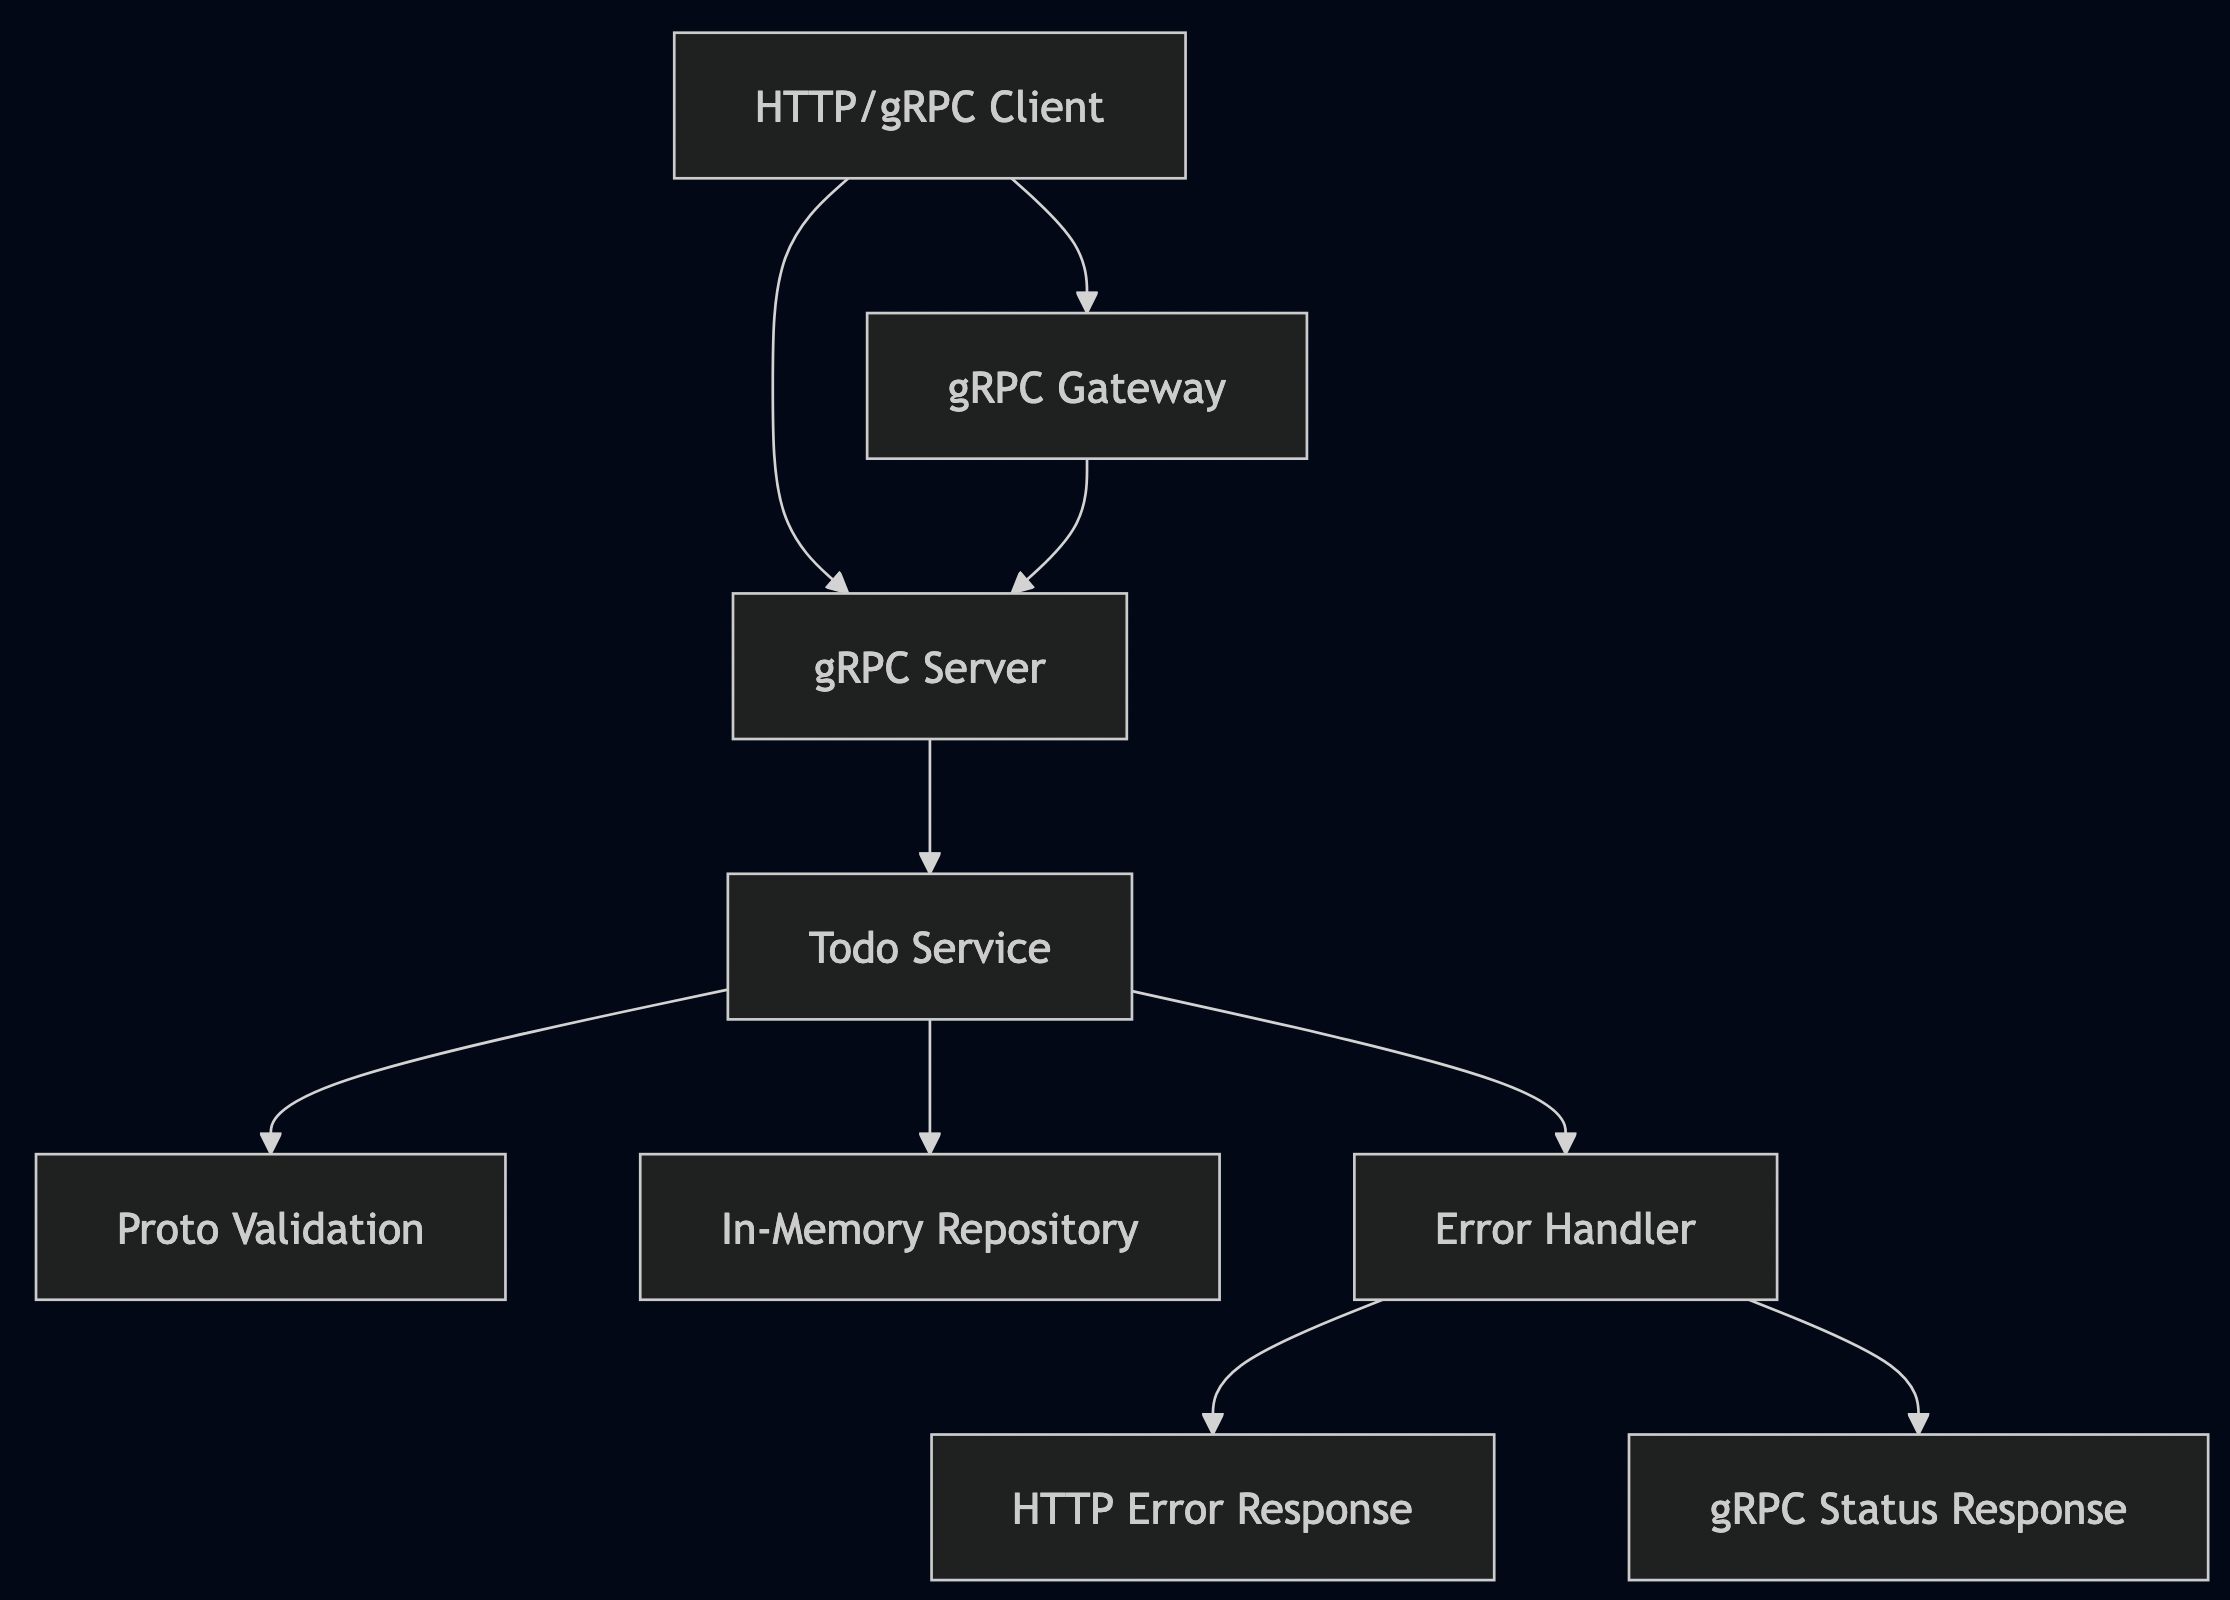 HTTP/gRPC Client
gRPC Gateway
gRPC Server
Todo Service
Proto Validation
In-Memory Repository
Error Handler
HTTP Error Response
gRPC Status Response